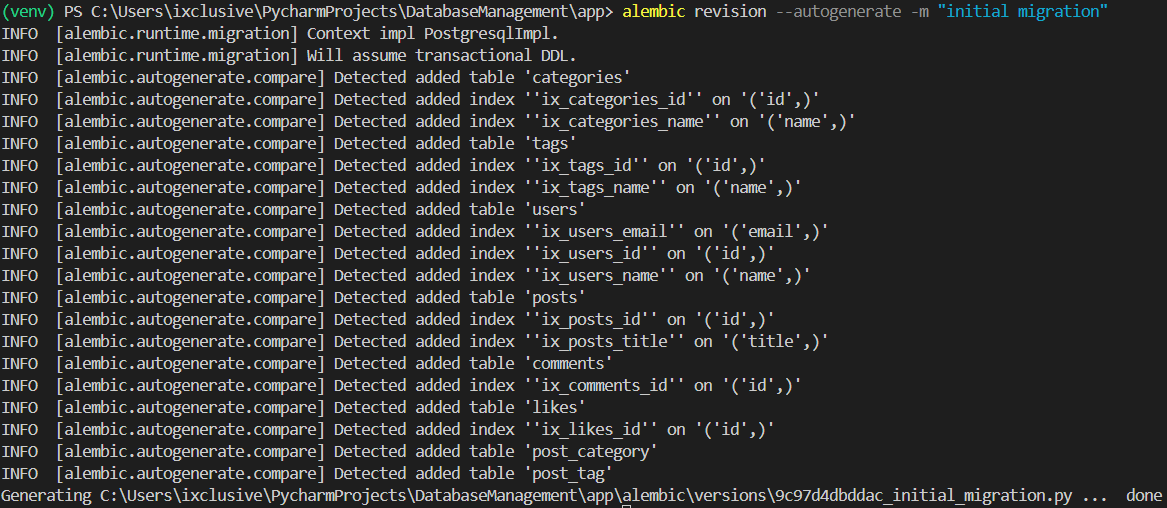 (venv) PS C:\Users\ixclusive\PycharmProjects\DatabaseManagement\app> alembic revision --autogenerate -m "initial migration"
INFO  [alembic.runtime.migration] Context impl PostgresqlImpl.
INFO  [alembic.runtime.migration] Will assume transactional DDL.
INFO  [alembic.autogenerate.compare] Detected added table 'categories'
INFO  [alembic.autogenerate.compare] Detected added index ''ix_categories_id'' on '('id',)'
INFO  [alembic.autogenerate.compare] Detected added index ''ix_categories_name'' on '('name',)'
INFO  [alembic.autogenerate.compare] Detected added table 'tags'
INFO  [alembic.autogenerate.compare] Detected added index ''ix_tags_id'' on '('id',)'
INFO  [alembic.autogenerate.compare] Detected added index ''ix_tags_name'' on '('name',)'
INFO  [alembic.autogenerate.compare] Detected added table 'users'
INFO  [alembic.autogenerate.compare] Detected added index ''ix_users_email'' on '('email',)'
INFO  [alembic.autogenerate.compare] Detected added index ''ix_users_id'' on '('id',)'
INFO  [alembic.autogenerate.compare] Detected added index ''ix_users_name'' on '('name',)'
INFO  [alembic.autogenerate.compare] Detected added table 'posts'
INFO  [alembic.autogenerate.compare] Detected added index ''ix_posts_id'' on '('id',)'
INFO  [alembic.autogenerate.compare] Detected added index ''ix_posts_title'' on '('title',)'
INFO  [alembic.autogenerate.compare] Detected added table 'comments'
INFO  [alembic.autogenerate.compare] Detected added index ''ix_comments_id'' on '('id',)'
INFO  [alembic.autogenerate.compare] Detected added table 'likes'
INFO  [alembic.autogenerate.compare] Detected added index ''ix_likes_id'' on '('id',)'
INFO  [alembic.autogenerate.compare] Detected added table 'post_category'
INFO  [alembic.autogenerate.compare] Detected added table 'post_tag'
Generating C:\Users\ixclusive\PycharmProjects\DatabaseManagement\app\alembic\versions\9c97d4dbddac_initial_migration.py ...  done